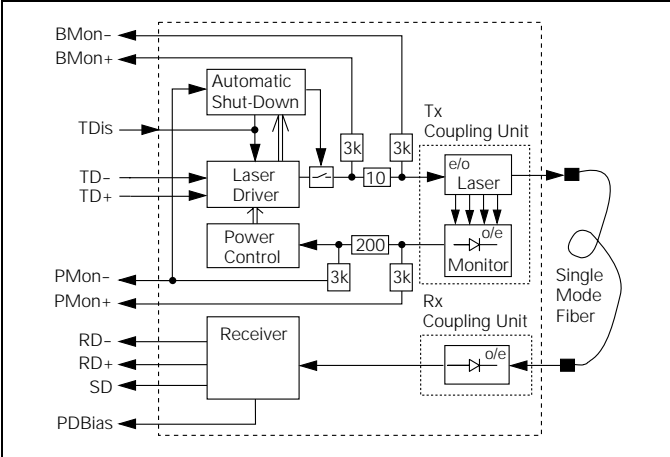 BMon-
BMon+
Automatic
Shut-Down
Tx
Coupling Unit
TDis
3k
3k
e/o
Laser
TD-
TD+
Laser
Driver
10
o/e
Monitor
Power
Control
200
PMon-
PMon+
3k
3k
Single
Mode
Fiber
Rx
Coupling Unit
RD-
RD+
SD
Receiver
o/e
PDBias